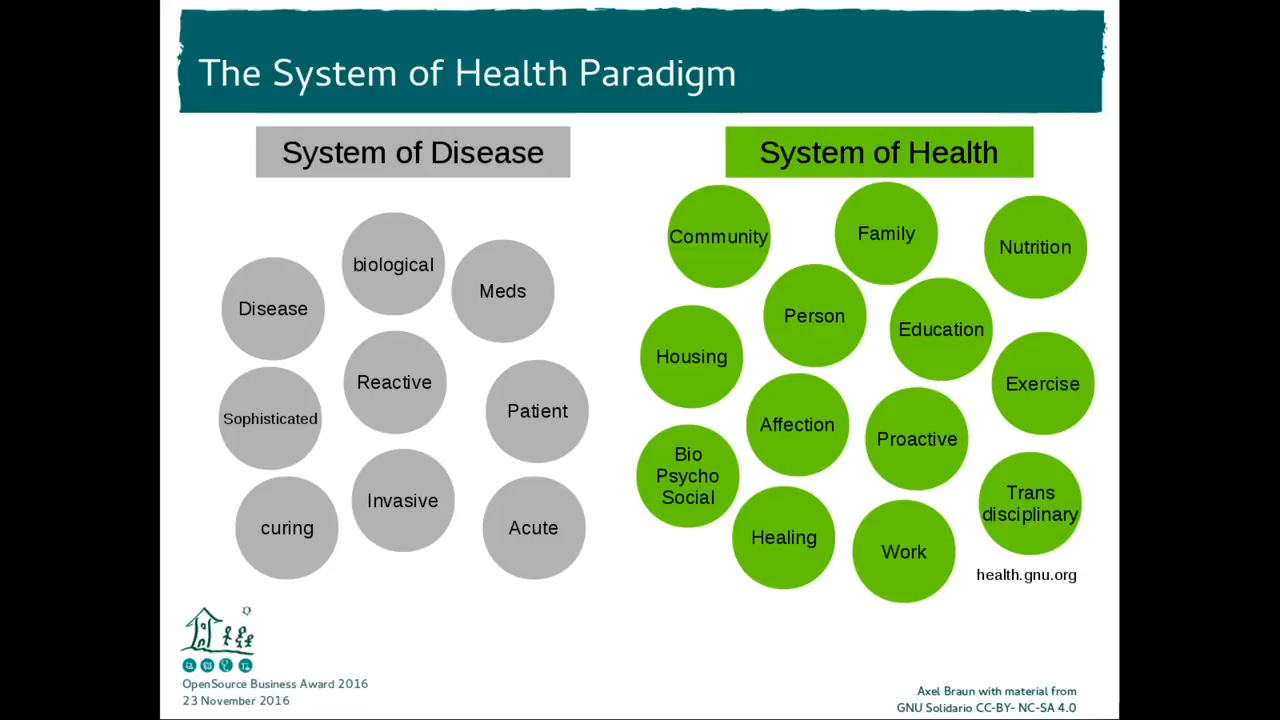 The System of Health Paradigm
System of Disease
System of Health
biological
Meds
Disease
Reactive
Patient
Sophisticated
Invasive
curing
Acute
Community
Family
Nutrition
Person
Education
Housing
Exercise
Affection
Proactive
Bio
Psycho
Social
Trans
disciplinary
Healing
Work
health.gnu.org
OpenSource Business Award 2016
23 November 2016
Axel Braun with material from
GNU Solidario CC-BY- NC-SA 4.0